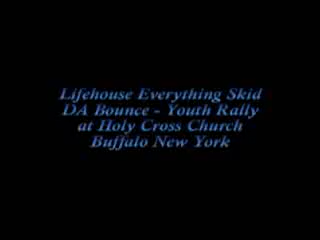 Lifehouse Everything Skid
DA Bounce - Youth Rally
at Holy Cross Church
Buffalo New York